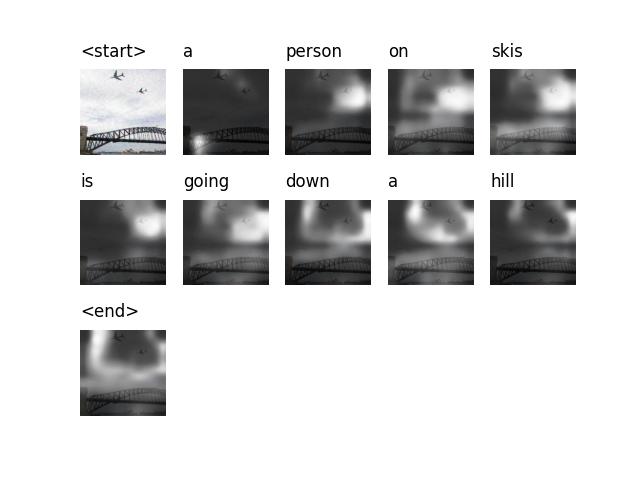 <start> a person on skis
is going down a hill
<end>